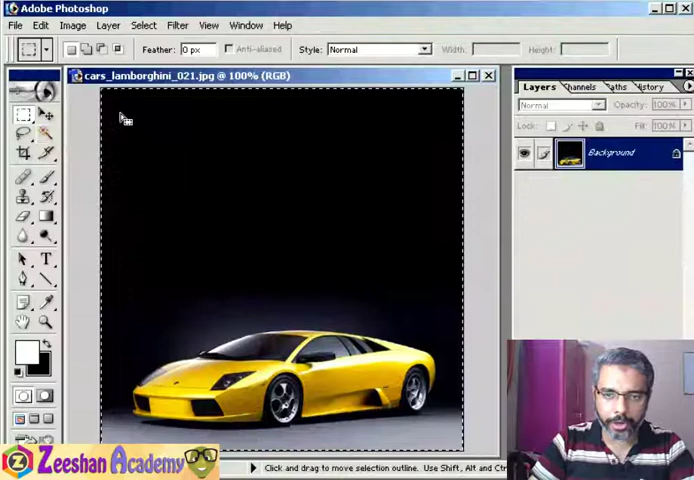 Adobe Photoshop
File Edit Image Layer Select Filter View Window Help
Feather: 0 px Anti-aliased Style: Normal Width: Height:
cars_lamborghini_021.jpg @ 100% (RGB)
Layers Channels Paths History
Normal Opacity: 100%
Lock: Fill: 100%
Background
T
Zeeshan Academy
Click and drag to move selection outline. Use Shift, Alt and Ctr